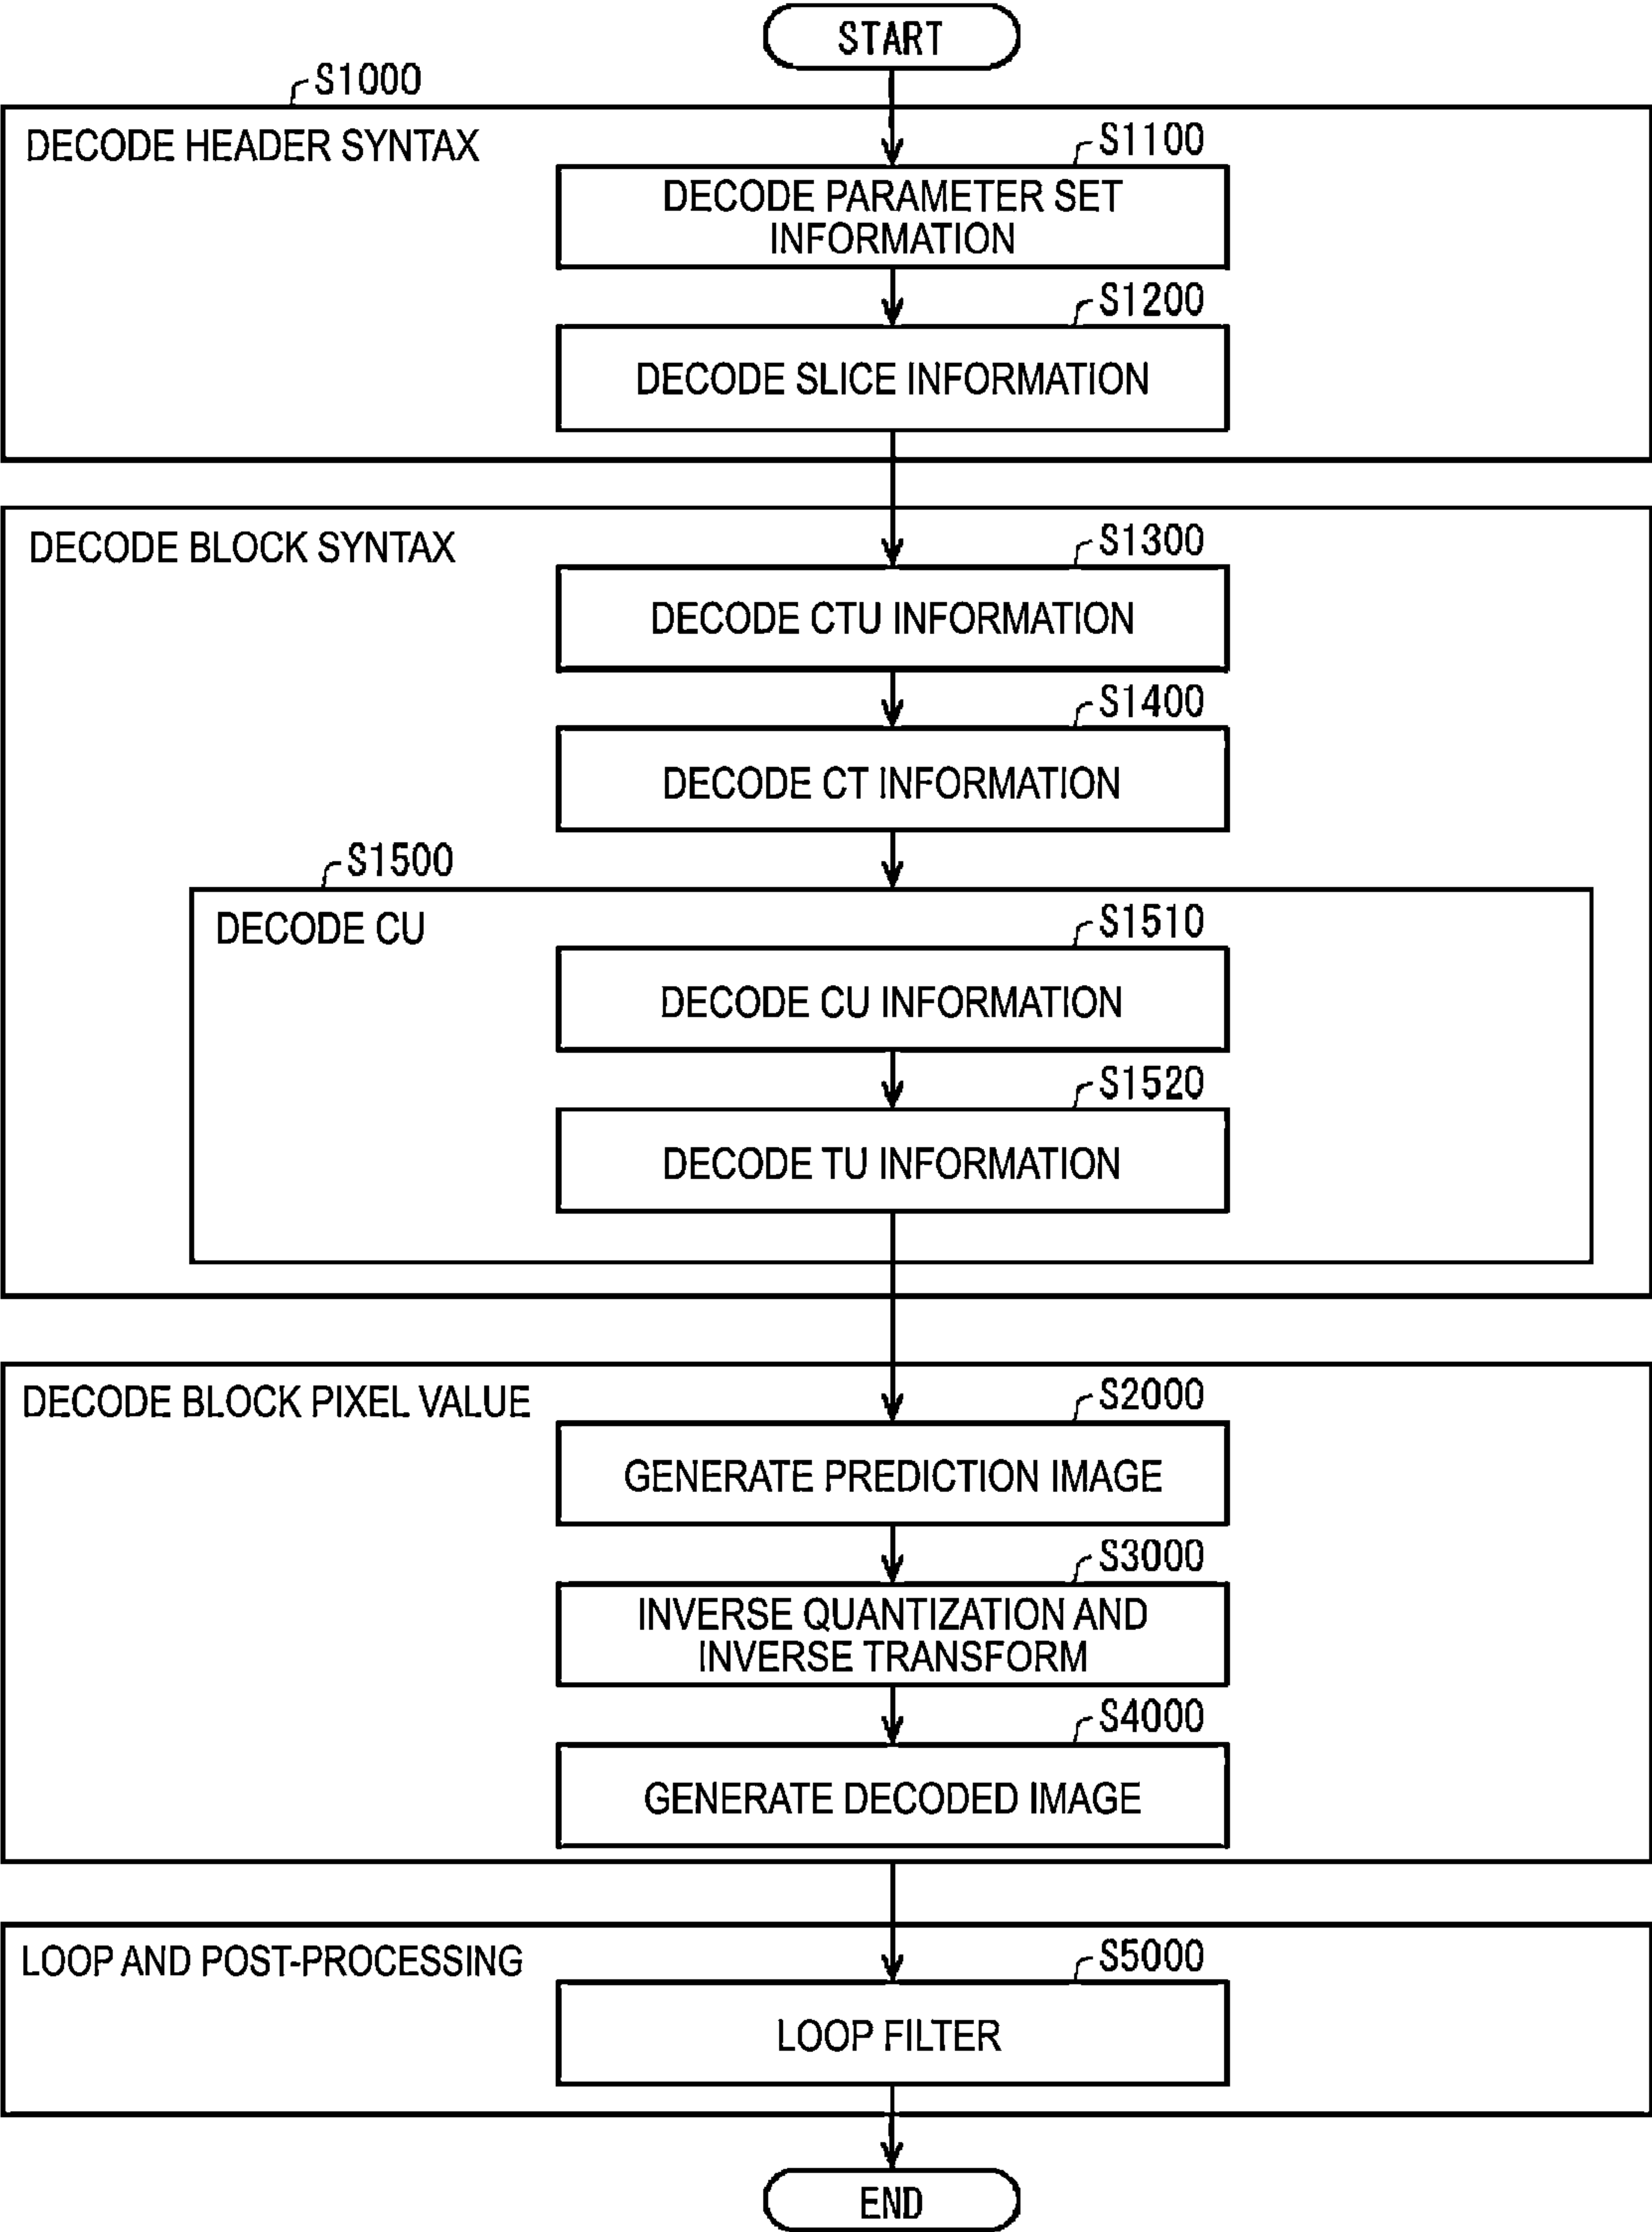 START
S1000
DECODE HEADER SYNTAX
S1100
DECODE PARAMETER SET
INFORMATION
S1200
DECODE SLICE INFORMATION
DECODE BLOCK SYNTAX
S1300
DECODE CTU INFORMATION
S1400
DECODE CT INFORMATION
S1500
DECODE CU
S1510
DECODE CU INFORMATION
S1520
DECODE TU INFORMATION
DECODE BLOCK PIXEL VALUE
S2000
GENERATE PREDICTION IMAGE
S3000
INVERSE QUANTIZATION AND
INVERSE TRANSFORM
S4000
GENERATE DECODED IMAGE
LOOP AND POST-PROCESSING
S5000
LOOP FILTER
END